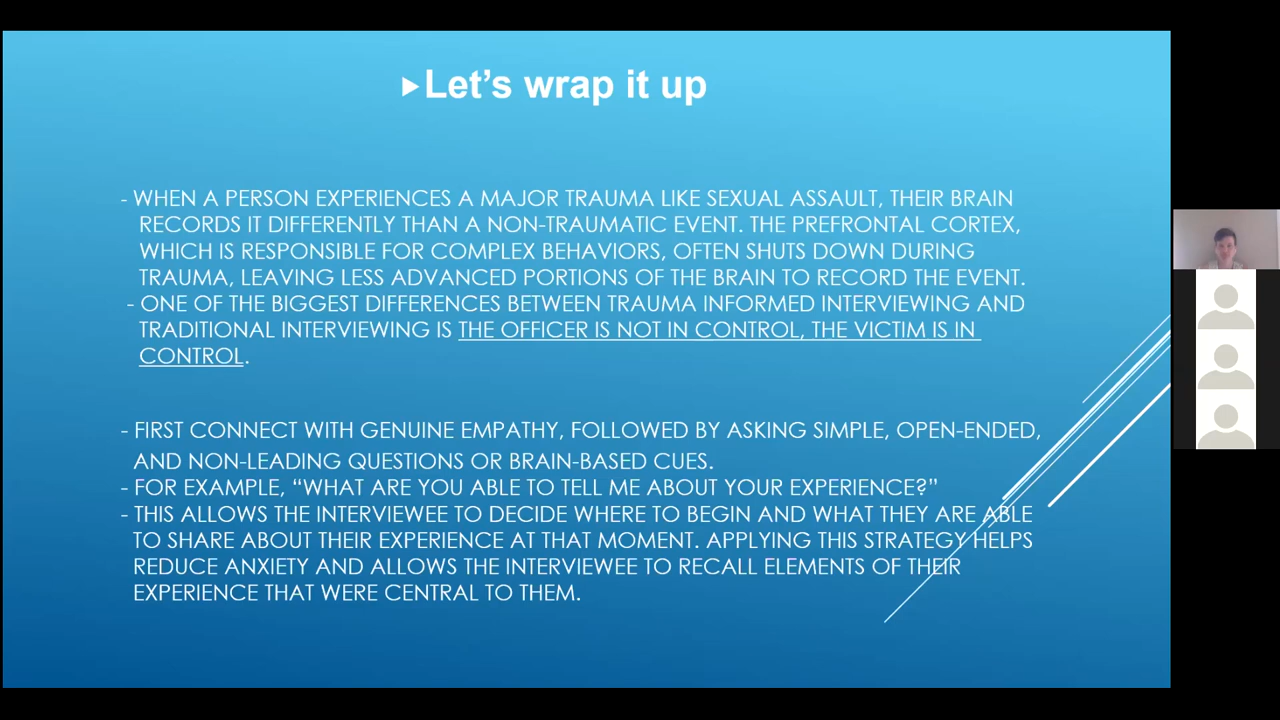 Let's wrap it up
- WHEN A PERSON EXPERIENCES A MAJOR TRAUMA LIKE SEXUAL ASSAULT, THEIR BRAIN
RECORDS IT DIFFERENTLY THAN A NON-TRAUMATIC EVENT. THE PREFRONTAL CORTEX,
WHICH IS RESPONSIBLE FOR COMPLEX BEHAVIORS, OFTEN SHUTS DOWN DURING
TRAUMA, LEAVING LESS ADVANCED PORTIONS OF THE BRAIN TO RECORD THE EVENT.
- ONE OF THE BIGGEST DIFFERENCES BETWEEN TRAUMA INFORMED INTERVIEWING AND
TRADITIONAL INTERVIEWING IS THE OFFICER IS NOT IN CONTROL, THE VICTIM IS IN
CONTROL.
- FIRST CONNECT WITH GENUINE EMPATHY, FOLLOWED BY ASKING SIMPLE, OPEN-ENDED,
AND NON-LEADING QUESTIONS OR BRAIN-BASED CUES.
- FOR EXAMPLE, “WHAT ARE YOU ABLE TO TELL ME ABOUT YOUR EXPERIENCE?”
- THIS ALLOWS THE INTERVIEWEE TO DECIDE WHERE TO BEGIN AND WHAT THEY ARE ABLE
TO SHARE ABOUT THEIR EXPERIENCE AT THAT MOMENT. APPLYING THIS STRATEGY HELPS
REDUCE ANXIETY AND ALLOWS THE INTERVIEWEE TO RECALL ELEMENTS OF THEIR
EXPERIENCE THAT WERE CENTRAL TO THEM.